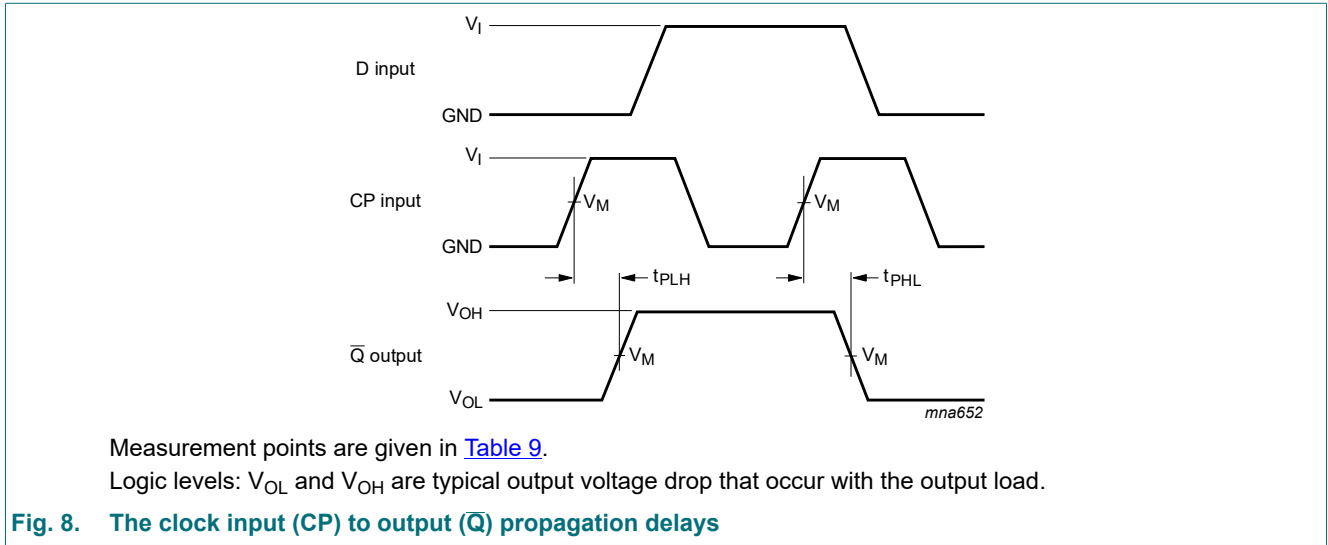 V_I
D input
GND
V_I
CP input
V_M
V_M
GND
t_PLH
t_PHL
V_OH
Q̅ output
V_M
V_M
V_OL
mna652
Measurement points are given in Table 9.
Logic levels: V_OL and V_OH are typical output voltage drop that occur with the output load.
Fig. 8. The clock input (CP) to output (Q̅) propagation delays